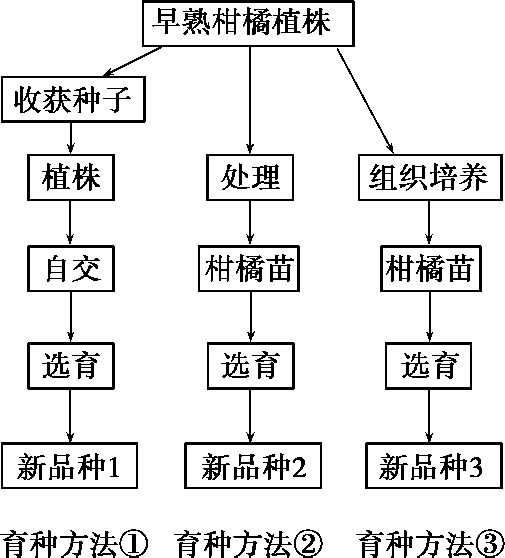 早熟柑橘植株
收获种子
植株 处理 组织培养
自交 柑橘苗 柑橘苗
选育 选育 选育
新品种1 新品种2 新品种3
育种方法① 育种方法② 育种方法③